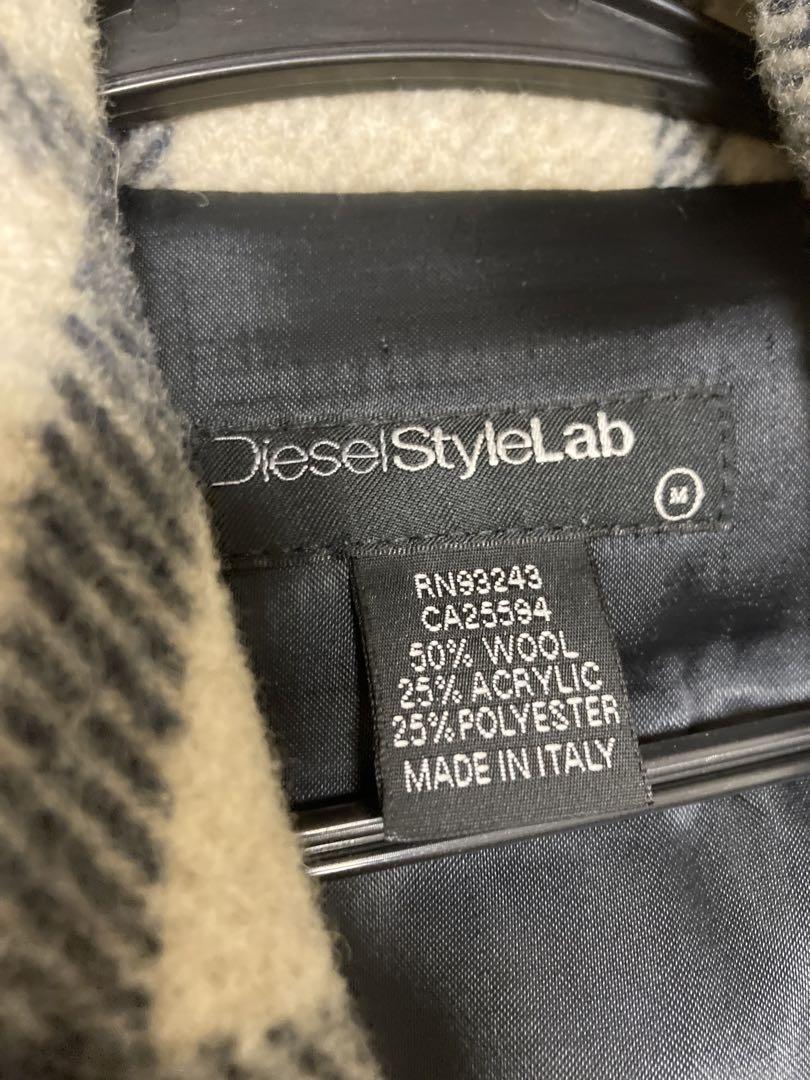 DieselStyleLab
M
RN93243
CA25594
50% WOOL
25% ACRYLIC
25% POLYESTER
MADE IN ITALY